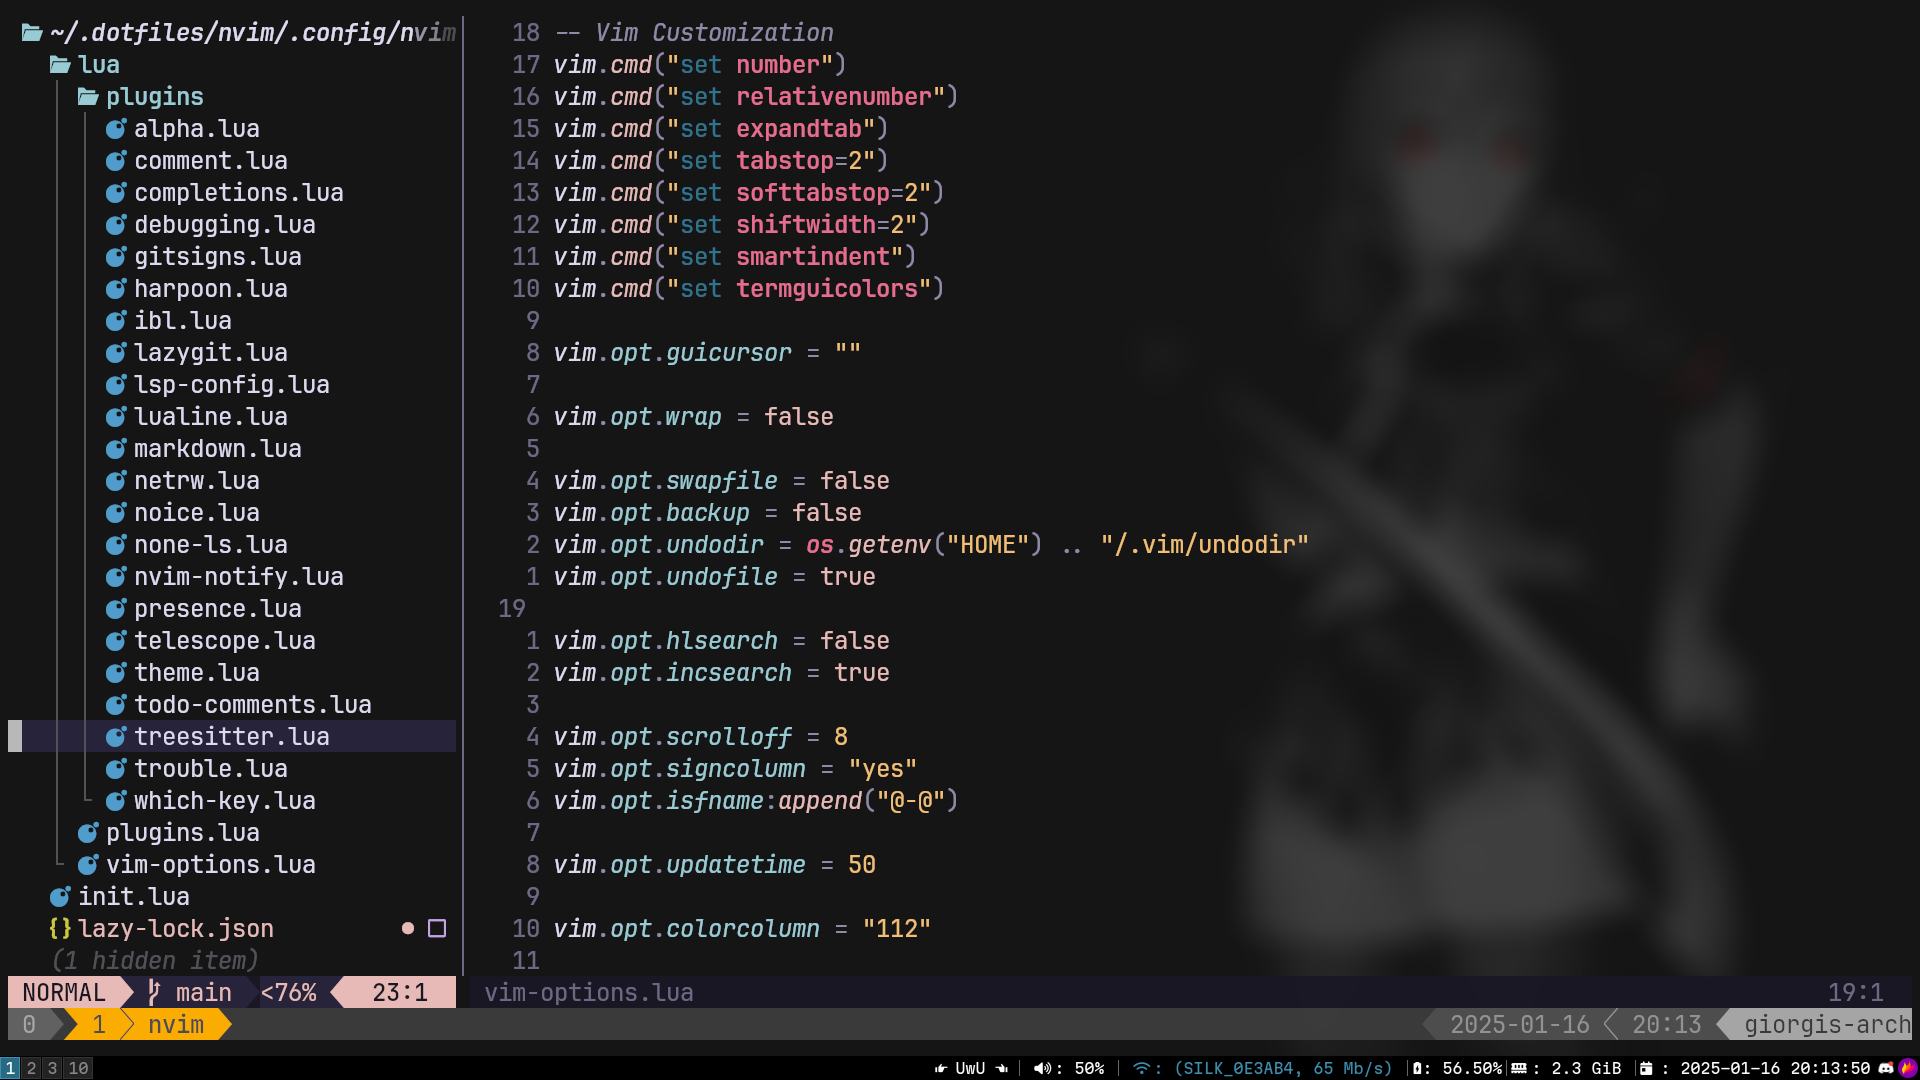 ~/.dotfiles/nvim/.config/nvim
lua
plugins
alpha.lua
comment.lua
completions.lua
debugging.lua
gitsigns.lua
harpoon.lua
ibl.lua
lazygit.lua
lsp-config.lua
lualine.lua
markdown.lua
netrw.lua
noice.lua
none-ls.lua
nvim-notify.lua
presence.lua
telescope.lua
theme.lua
todo-comments.lua
treesitter.lua
trouble.lua
which-key.lua
plugins.lua
vim-options.lua
init.lua
{} lazy-lock.json
(1 hidden item)
NORMAL main <76% 23:1
18 -- Vim Customization
17 vim.cmd("set number")
16 vim.cmd("set relativenumber")
15 vim.cmd("set expandtab")
14 vim.cmd("set tabstop=2")
13 vim.cmd("set softtabstop=2")
12 vim.cmd("set shiftwidth=2")
11 vim.cmd("set smartindent")
10 vim.cmd("set termguicolors")
9
8 vim.opt.guicursor = ""
7
6 vim.opt.wrap = false
5
4 vim.opt.swapfile = false
3 vim.opt.backup = false
2 vim.opt.undodir = os.getenv("HOME") .. "/.vim/undodir"
1 vim.opt.undofile = true
19
1 vim.opt.hlsearch = false
2 vim.opt.incsearch = true
3
4 vim.opt.scrolloff = 8
5 vim.opt.signcolumn = "yes"
6 vim.opt.isfname:append("@-@")
7
8 vim.opt.updatetime = 50
9
10 vim.opt.colorcolumn = "112"
11
vim-options.lua 19:1
0 1 nvim 2025-01-16 20:13 giorgis-arch
1 2 3 10 UwU | : 50% | : (SILK_0E3AB4, 65 Mb/s) | : 56.50%| : 2.3 GiB | : 2025-01-16 20:13:50